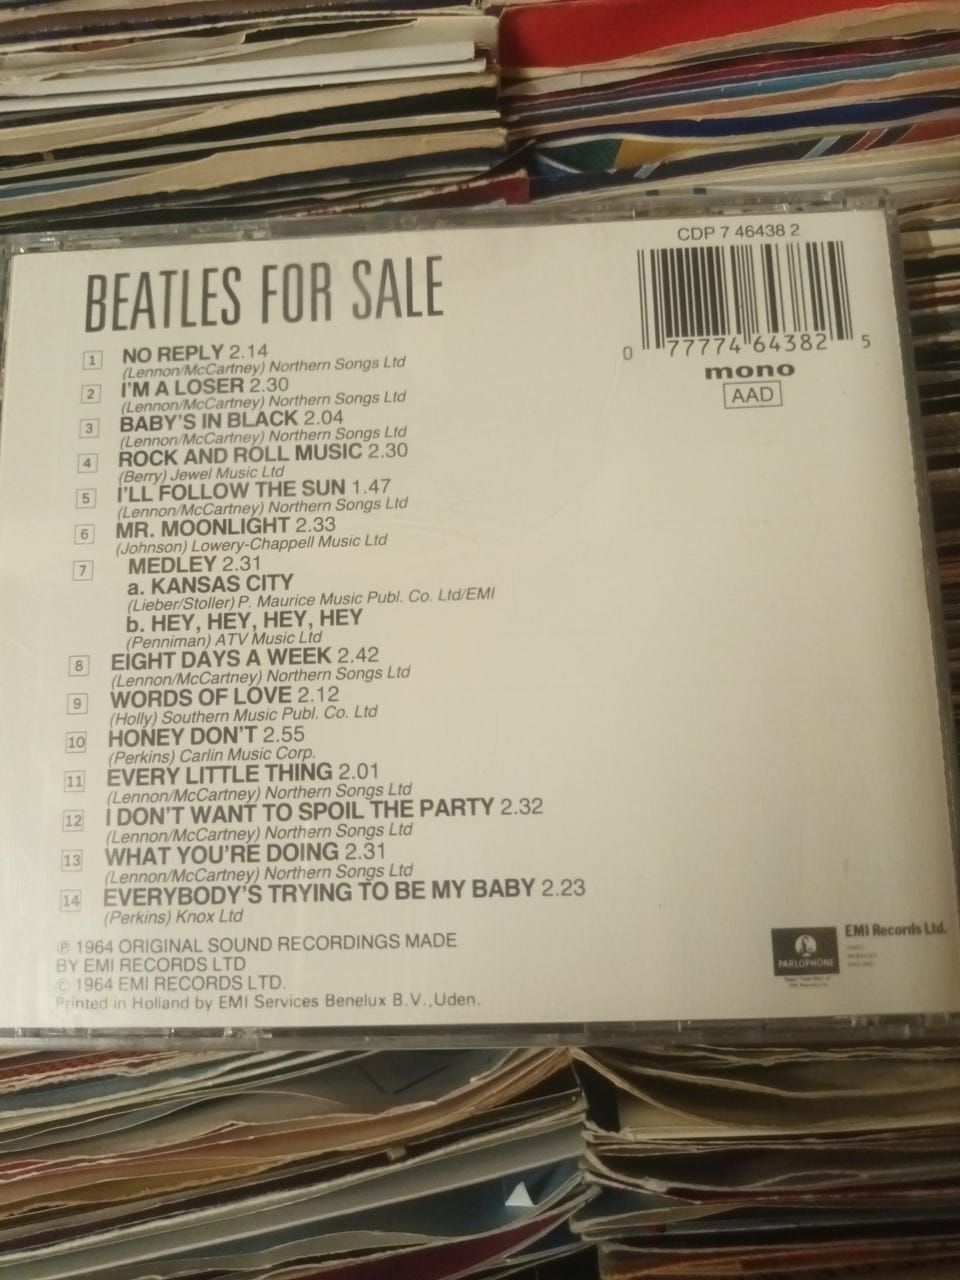 CDP 7 46438 2
BEATLES FOR SALE
0 77774 64382 5
mono
AAD
1 NO REPLY 2.14
(Lennon/McCartney) Northern Songs Ltd
2 I'M A LOSER 2.30
(Lennon/McCartney) Northern Songs Ltd
3 BABY'S IN BLACK 2.04
(Lennon/McCartney) Northern Songs Ltd
4 ROCK AND ROLL MUSIC 2.30
(Berry) Jewel Music Ltd
5 I'LL FOLLOW THE SUN 1.47
(Lennon/McCartney) Northern Songs Ltd
6 MR. MOONLIGHT 2.33
(Johnson) Lowery-Chappell Music Ltd
7 MEDLEY 2.31
a. KANSAS CITY
(Lieber/Stoller) P. Maurice Music Publ. Co. Ltd/EMI
b. HEY, HEY, HEY, HEY
(Penniman) ATV Music Ltd
8 EIGHT DAYS A WEEK 2.42
(Lennon/McCartney) Northern Songs Ltd
9 WORDS OF LOVE 2.12
(Holly) Southern Music Publ. Co. Ltd
10 HONEY DON'T 2.55
(Perkins) Carlin Music Corp.
11 EVERY LITTLE THING 2.01
(Lennon/McCartney) Northern Songs Ltd
12 I DON'T WANT TO SPOIL THE PARTY 2.32
(Lennon/McCartney) Northern Songs Ltd
13 WHAT YOU'RE DOING 2.31
(Lennon/McCartney) Northern Songs Ltd
14 EVERYBODY'S TRYING TO BE MY BABY 2.23
(Perkins) Knox Ltd
℗ 1964 ORIGINAL SOUND RECORDINGS MADE
BY EMI RECORDS LTD
© 1964 EMI RECORDS LTD.
Printed in Holland by EMI Services Benelux B.V.,Uden.
EMI Records Ltd.
PARLOPHONE